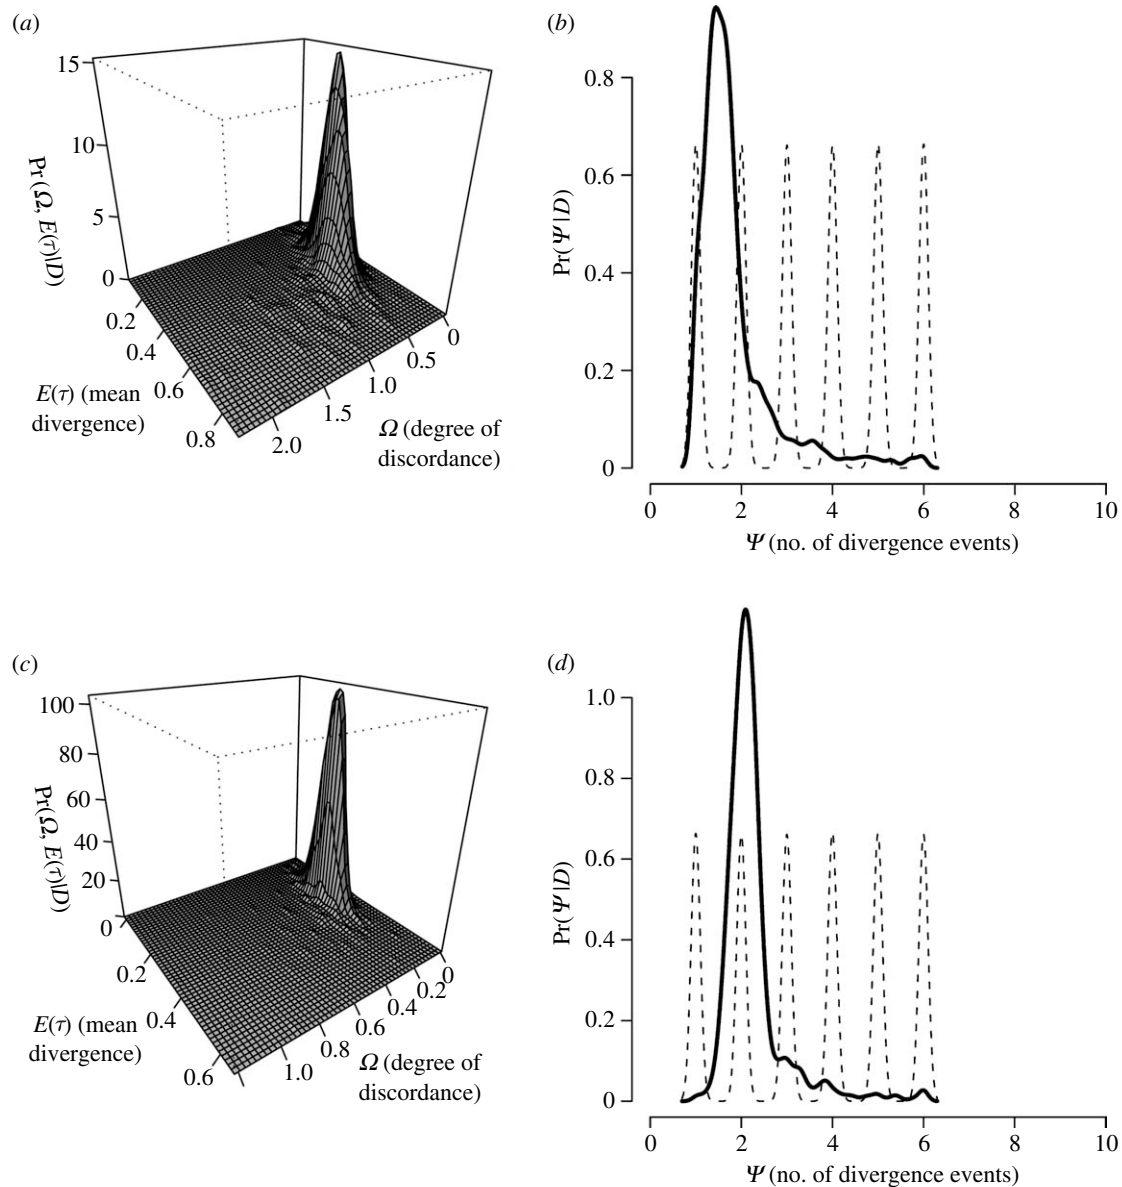 (a)
15
10
5
0
Pr (Ω, E(τ)|D)
0.2
0.4
0.6
0.8
E(τ) (mean
divergence)
0
0.5
1.0
1.5
2.0
Ω (degree of
discordance)
(b)
0.8
0.6
0.4
0.2
0
Pr(Ψ|D)
0 2 4 6 8 10
Ψ (no. of divergence events)
(c)
100
80
60
40
20
0
Pr(Ω, E(τ)|D)
0.2
0.4
0.6
E(τ) (mean
divergence)
0
0.2
0.4
0.6
0.8
1.0
Ω (degree of
discordance)
(d)
1.0
0.8
0.6
0.4
0.2
0
Pr(Ψ|D)
0 2 4 6 8 10
Ψ (no. of divergence events)